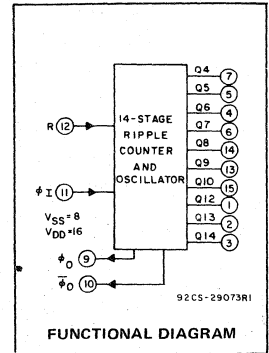 Q4 7
Q5 5
Q6 4
R 12
14-STAGE
Q7 6
RIPPLE
Q8 14
COUNTER
Q9 13
AND
OSCILLATOR
Q10 15
ϕI 11
Q12 1
VSS = 8
Q13 2
VDD = 16
Q14 3
ϕO 9
ϕ̅O 10
92CS-29073R1
FUNCTIONAL DIAGRAM